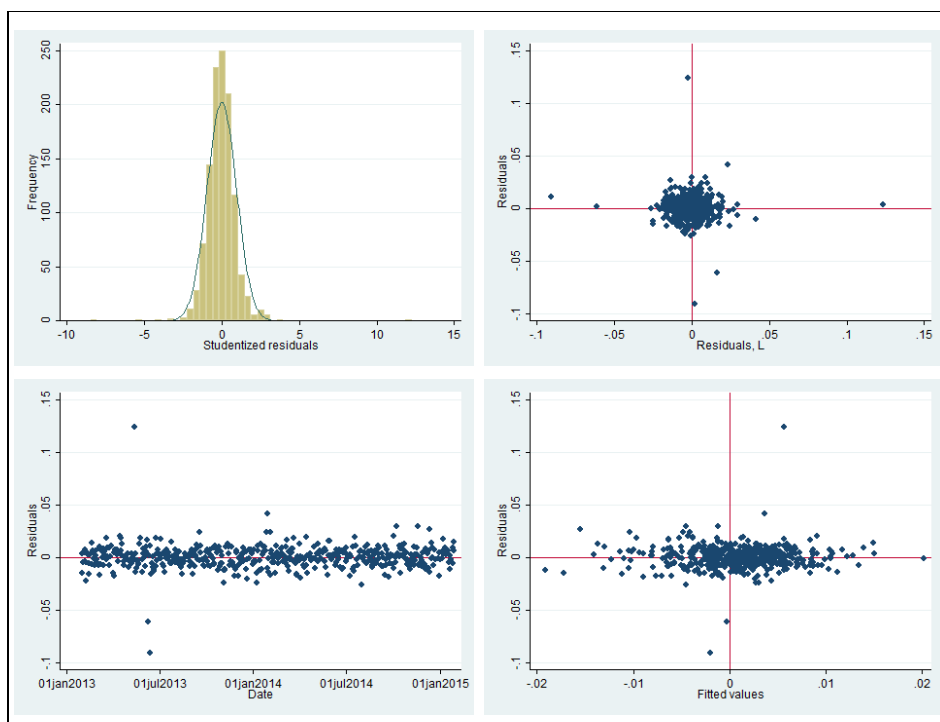 250
200
150
100
50
0
Frequency
-10 -5 0 5 10 15
Studentized residuals
.15
.1
.05
0
-.05
-.1
Residuals
-.1 -.05 0 .05 .1 .15
Residuals, L
.15
.1
.05
0
-.05
-.1
Residuals
01jan2013 01jul2013 01jan2014 01jul2014 01jan2015
Date
.15
.1
.05
0
-.05
-.1
Residuals
-.02 -.01 0 .01 .02
Fitted values